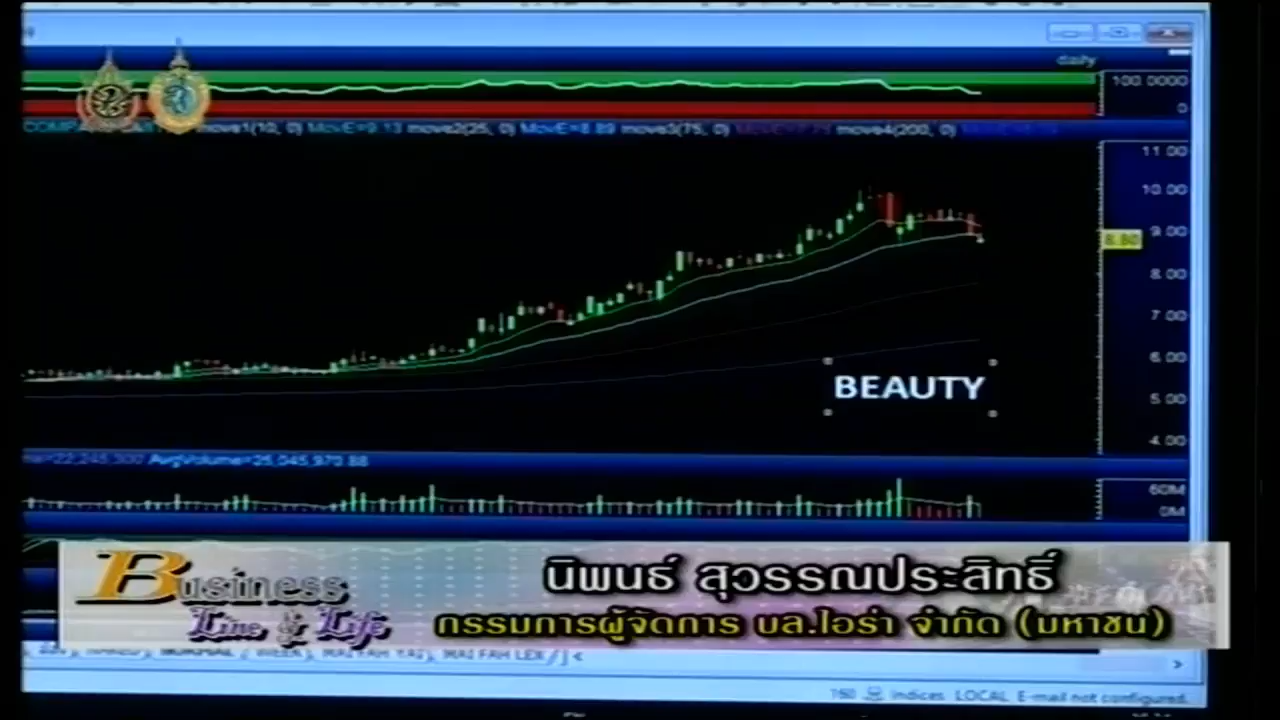 daily
100.0000
0
move1(10, 0) MovE=9.13 move2(25, 0) MovE=8.89 move3(75, 0) move4(200, 0)
11.00
10.00
9.00
8.80
8.00
7.00
6.00
BEAUTY
5.00
4.00
=22,245,300 AvgVolume=25,045,970.88
60M
0M
Business
Line & Life
นิพนธ์ สุวรรณประสิทธิ์
กรรมการผู้จัดการ บล.ไอร่า จำกัด (มหาชน)
160 Indices LOCAL E-mail not configured.